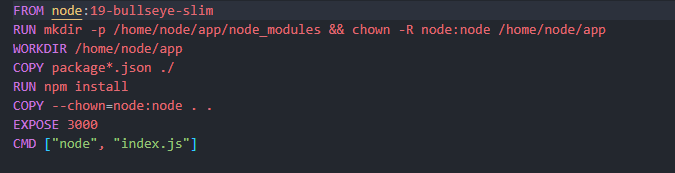 FROM node:19-bullseye-slim
RUN mkdir -p /home/node/app/node_modules && chown -R node:node /home/node/app
WORKDIR /home/node/app
COPY package*.json ./
RUN npm install
COPY --chown=node:node . .
EXPOSE 3000
CMD ["node", "index.js"]